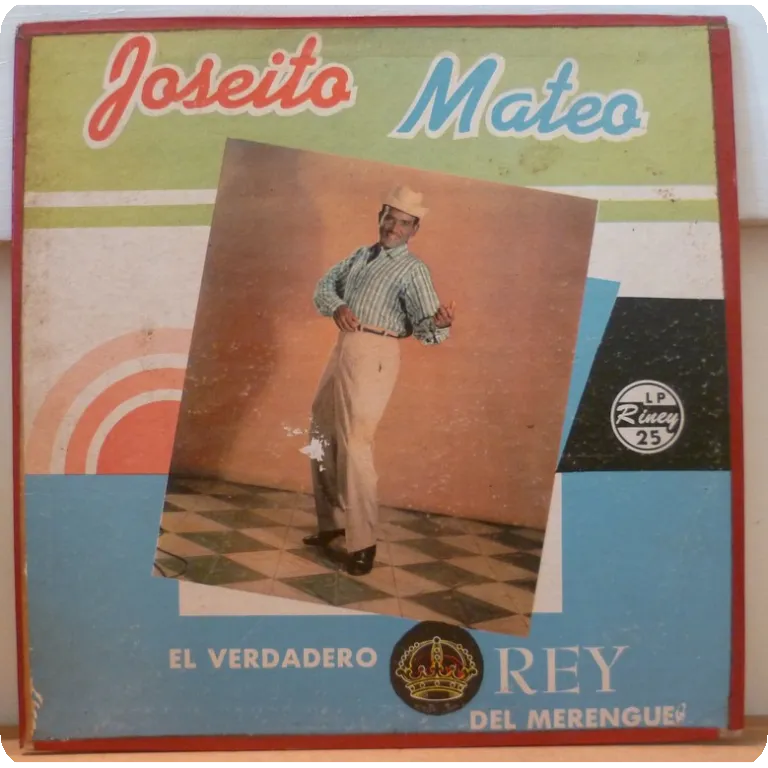 Joseito Mateo
LP
Riney
25
EL VERDADERO REY
DEL MERENGUE